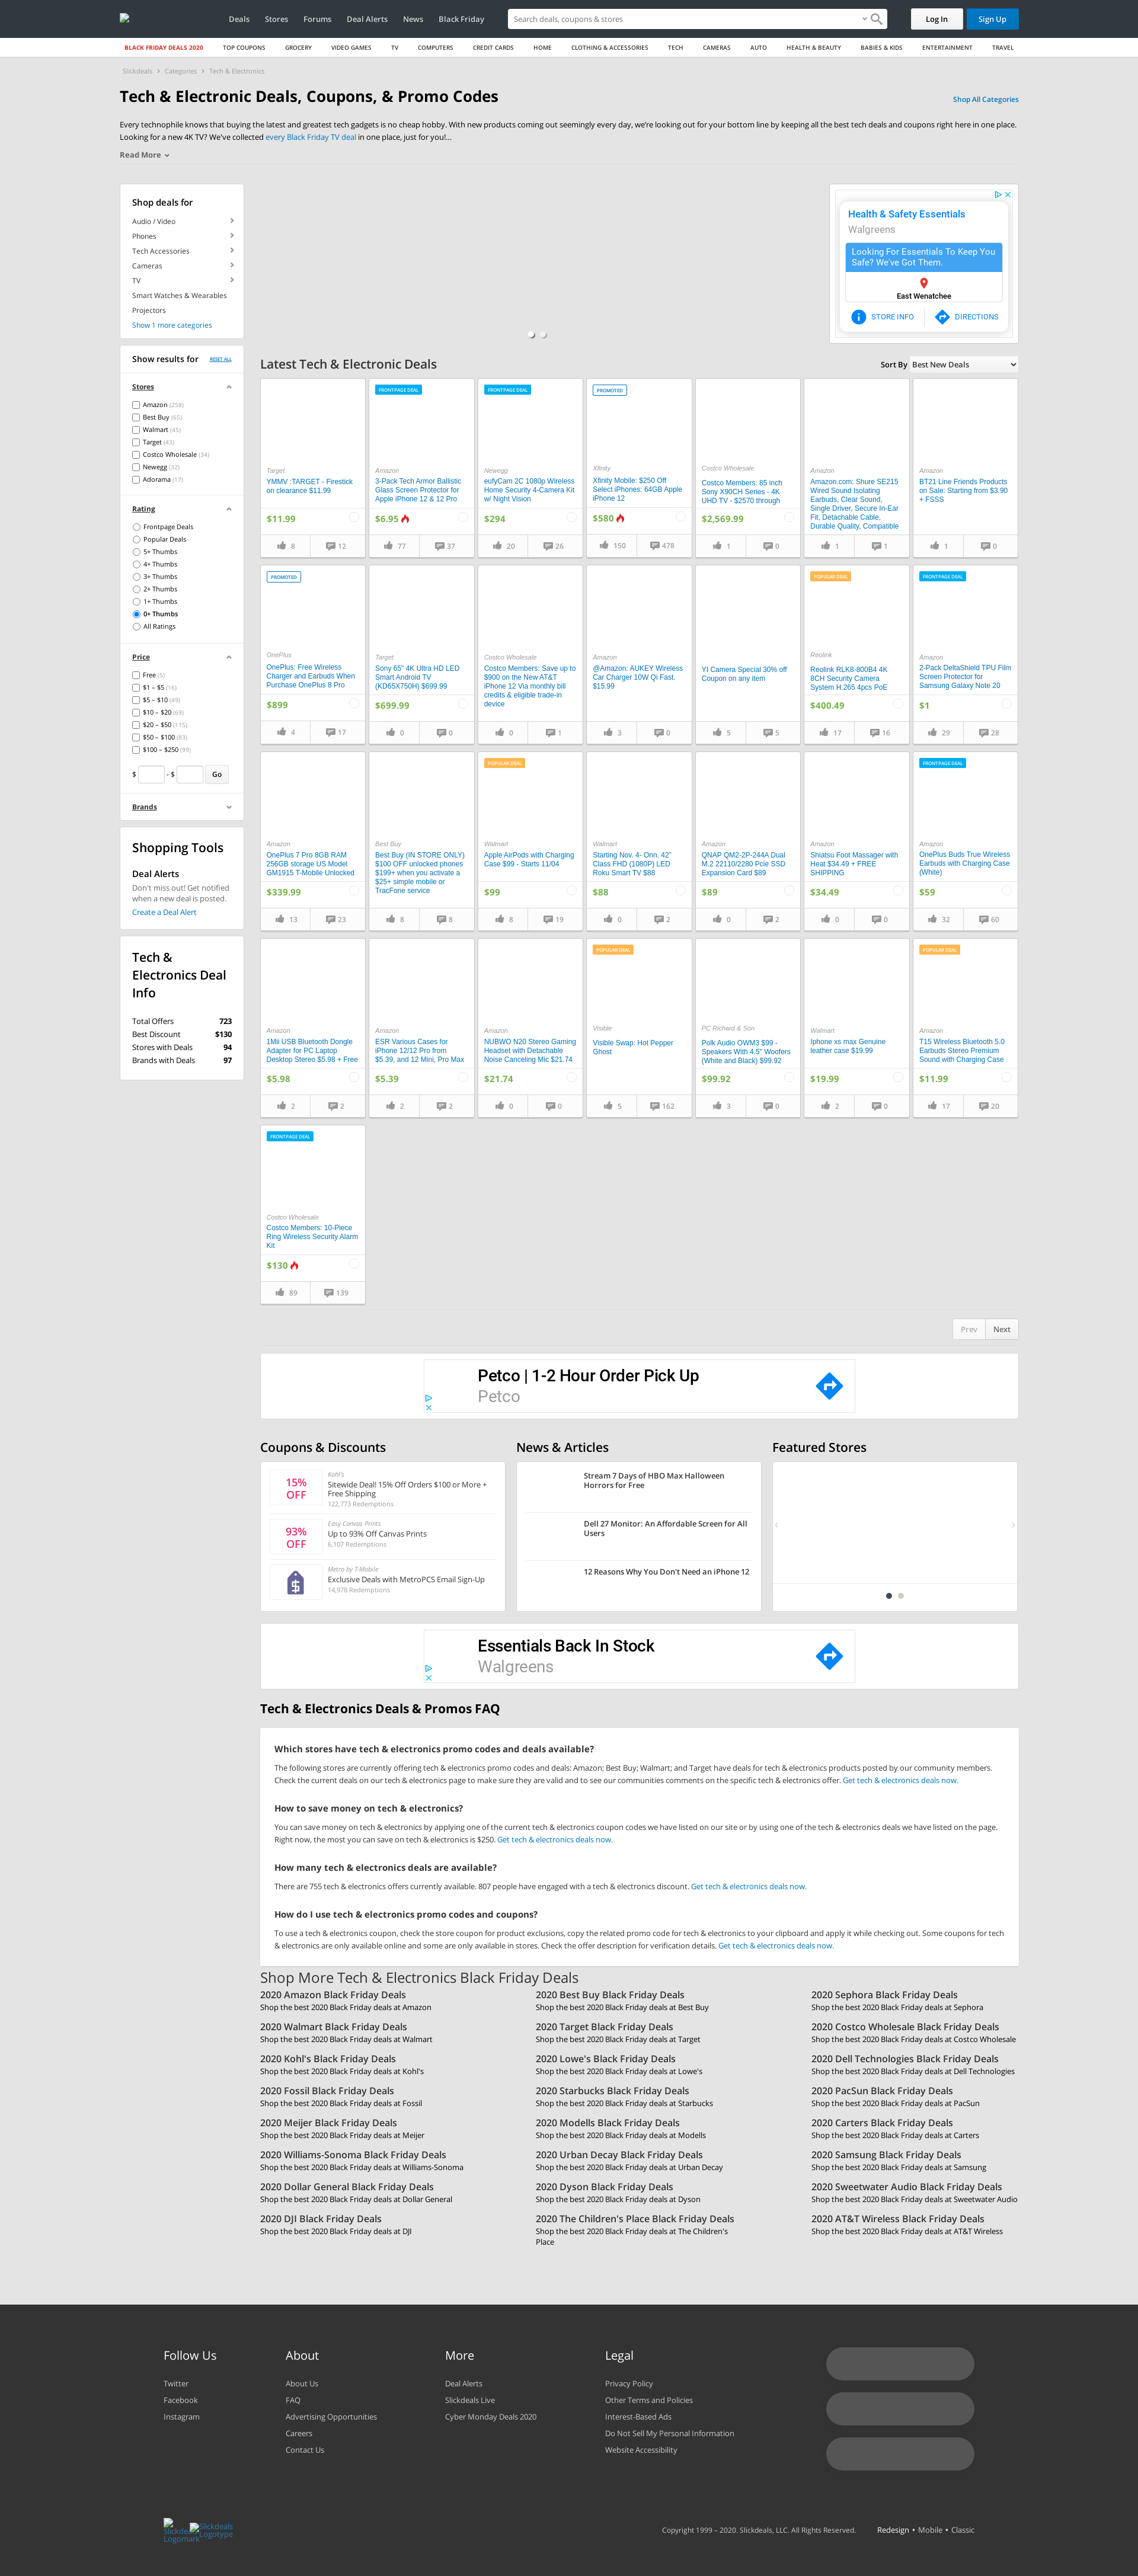 Deals
Stores
Forums
Deal Alerts
News
Black Friday
Search deals, coupons & stores
Log In
Sign Up
BLACK FRIDAY DEALS 2020
TOP COUPONS
GROCERY
VIDEO GAMES
TV
COMPUTERS
CREDIT CARDS
HOME
CLOTHING & ACCESSORIES
TECH
CAMERAS
AUTO
HEALTH & BEAUTY
BABIES & KIDS
ENTERTAINMENT
TRAVEL
Slickdeals > Categories > Tech & Electronics
Tech & Electronic Deals, Coupons, & Promo Codes
Shop All Categories
Every technophile knows that buying the latest and greatest tech gadgets is no cheap hobby. With new products coming out seemingly every day, we're looking out for your bottom line by keeping all the best tech deals and coupons right here in one place.
Looking for a new 4K TV? We've collected every Black Friday TV deal in one place, just for you!...
Read More
Shop deals for
Audio / Video
Phones
Tech Accessories
Cameras
TV
Smart Watches & Wearables
Projectors
Show 1 more categories
Health & Safety Essentials
Walgreens
Looking For Essentials To Keep You
Safe? We've Got Them.
East Wenatchee
STORE INFO
DIRECTIONS
Show results for
RESET ALL
Stores
Amazon (258)
Best Buy (65)
Walmart (45)
Target (43)
Costco Wholesale (34)
Newegg (32)
Adorama (17)
Rating
Frontpage Deals
Popular Deals
5+ Thumbs
4+ Thumbs
3+ Thumbs
2+ Thumbs
1+ Thumbs
0+ Thumbs
All Ratings
Price
Free (5)
$1 – $5 (16)
$5 – $10 (49)
$10 – $20 (69)
$20 – $50 (115)
$50 – $100 (83)
$100 – $250 (99)
$ - $ Go
Brands
Shopping Tools
Deal Alerts
Don't miss out! Get notified
when a new deal is posted.
Create a Deal Alert
Tech &
Electronics Deal
Info
Total Offers 723
Best Discount $130
Stores with Deals 94
Brands with Deals 97
Latest Tech & Electronic Deals
Sort By Best New Deals
Target
YMMV :TARGET - Firestick
on clearance $11.99
$11.99
8 12
FRONTPAGE DEAL
Amazon
3-Pack Tech Armor Ballistic
Glass Screen Protector for
Apple iPhone 12 & 12 Pro
$6.95
77 37
FRONTPAGE DEAL
Newegg
eufyCam 2C 1080p Wireless
Home Security 4-Camera Kit
w/ Night Vision
$294
20 26
PROMOTED
Xfinity
Xfinity Mobile: $250 Off
Select iPhones: 64GB Apple
iPhone 12
$580
150 478
Costco Wholesale
Costco Members: 85 inch
Sony X90CH Series - 4K
UHD TV - $2570 through
$2,569.99
1 0
Amazon
Amazon.com: Shure SE215
Wired Sound Isolating
Earbuds, Clear Sound,
Single Driver, Secure In-Ear
Fit, Detachable Cable,
Durable Quality, Compatible
1 1
Amazon
BT21 Line Friends Products
on Sale: Starting from $3.90
+ FSSS
1 0
PROMOTED
OnePlus
OnePlus: Free Wireless
Charger and Earbuds When
Purchase OnePlus 8 Pro
$899
4 17
Target
Sony 65" 4K Ultra HD LED
Smart Android TV
(KD65X750H) $699.99
$699.99
0 0
Costco Wholesale
Costco Members: Save up to
$900 on the New AT&T
iPhone 12 Via monthly bill
credits & eligible trade-in
device
0 1
Amazon
@Amazon: AUKEY Wireless
Car Charger 10W Qi Fast.
$15.99
3 0
YI Camera Special 30% off
Coupon on any item
5 5
POPULAR DEAL
Reolink
Reolink RLK8-800B4 4K
8CH Security Camera
System H.265 4pcs PoE
$400.49
17 16
FRONTPAGE DEAL
Amazon
2-Pack DeltaShield TPU Film
Screen Protector for
Samsung Galaxy Note 20
$1
29 28
Amazon
OnePlus 7 Pro 8GB RAM
256GB storage US Model
GM1915 T-Mobile Unlocked
$339.99
13 23
Best Buy
Best Buy (IN STORE ONLY)
$100 OFF unlocked phones
$199+ when you activate a
$25+ simple mobile or
TracFone service
8 8
POPULAR DEAL
Walmart
Apple AirPods with Charging
Case $99 - Starts 11/04
$99
8 19
Walmart
Starting Nov. 4- Onn. 42"
Class FHD (1080P) LED
Roku Smart TV $88
$88
0 2
Amazon
QNAP QM2-2P-244A Dual
M.2 22110/2280 Pcie SSD
Expansion Card $89
$89
0 2
Amazon
Shiatsu Foot Massager with
Heat $34.49 + FREE
SHIPPING
$34.49
0 0
FRONTPAGE DEAL
Amazon
OnePlus Buds True Wireless
Earbuds with Charging Case
(White)
$59
32 60
Amazon
1Mii USB Bluetooth Dongle
Adapter for PC Laptop
Desktop Stereo $5.98 + Free
$5.98
2 2
Amazon
ESR Various Cases for
iPhone 12/12 Pro from
$5.39, and 12 Mini, Pro Max
$5.39
2 2
Amazon
NUBWO N20 Stereo Gaming
Headset with Detachable
Noise Canceling Mic $21.74
$21.74
0 0
POPULAR DEAL
Visible
Visible Swap: Hot Pepper
Ghost
5 162
PC Richard & Son
Polk Audio OWM3 $99 -
Speakers With 4.5" Woofers
(White and Black) $99.92
$99.92
3 0
Walmart
Iphone xs max Genuine
leather case $19.99
$19.99
2 0
POPULAR DEAL
Amazon
T15 Wireless Bluetooth 5.0
Earbuds Stereo Premium
Sound with Charging Case
$11.99
17 20
FRONTPAGE DEAL
Costco Wholesale
Costco Members: 10-Piece
Ring Wireless Security Alarm
Kit
$130
89 139
Prev
Next
Petco | 1-2 Hour Order Pick Up
Petco
Coupons & Discounts
15%
OFF
Kohl's
Sitewide Deal! 15% Off Orders $100 or More +
Free Shipping
122,773 Redemptions
93%
OFF
Easy Canvas Prints
Up to 93% Off Canvas Prints
6,107 Redemptions
Metro by T-Mobile
Exclusive Deals with MetroPCS Email Sign-Up
14,978 Redemptions
News & Articles
Stream 7 Days of HBO Max Halloween
Horrors for Free
Dell 27 Monitor: An Affordable Screen for All
Users
12 Reasons Why You Don't Need an iPhone 12
Featured Stores
Essentials Back In Stock
Walgreens
Tech & Electronics Deals & Promos FAQ
Which stores have tech & electronics promo codes and deals available?
The following stores are currently offering tech & electronics promo codes and deals: Amazon; Best Buy; Walmart; and Target have deals for tech & electronics products posted by our community members.
Check the current deals on our tech & electronics page to make sure they are valid and to see our communities comments on the specific tech & electronics offer. Get tech & electronics deals now.
How to save money on tech & electronics?
You can save money on tech & electronics by applying one of the current tech & electronics coupon codes we have listed on our site or by using one of the tech & electronics deals we have listed on the page.
Right now, the most you can save on tech & electronics is $250. Get tech & electronics deals now.
How many tech & electronics deals are available?
There are 755 tech & electronics offers currently available. 807 people have engaged with a tech & electronics discount. Get tech & electronics deals now.
How do I use tech & electronics promo codes and coupons?
To use a tech & electronics coupon, check the store coupon for product exclusions, copy the related promo code for tech & electronics to your clipboard and apply it while checking out. Some coupons for tech
& electronics are only available online and some are only available in stores. Check the offer description for verification details. Get tech & electronics deals now.
Shop More Tech & Electronics Black Friday Deals
2020 Amazon Black Friday Deals
Shop the best 2020 Black Friday deals at Amazon
2020 Best Buy Black Friday Deals
Shop the best 2020 Black Friday deals at Best Buy
2020 Sephora Black Friday Deals
Shop the best 2020 Black Friday deals at Sephora
2020 Walmart Black Friday Deals
Shop the best 2020 Black Friday deals at Walmart
2020 Target Black Friday Deals
Shop the best 2020 Black Friday deals at Target
2020 Costco Wholesale Black Friday Deals
Shop the best 2020 Black Friday deals at Costco Wholesale
2020 Kohl's Black Friday Deals
Shop the best 2020 Black Friday deals at Kohl's
2020 Lowe's Black Friday Deals
Shop the best 2020 Black Friday deals at Lowe's
2020 Dell Technologies Black Friday Deals
Shop the best 2020 Black Friday deals at Dell Technologies
2020 Fossil Black Friday Deals
Shop the best 2020 Black Friday deals at Fossil
2020 Starbucks Black Friday Deals
Shop the best 2020 Black Friday deals at Starbucks
2020 PacSun Black Friday Deals
Shop the best 2020 Black Friday deals at PacSun
2020 Meijer Black Friday Deals
Shop the best 2020 Black Friday deals at Meijer
2020 Modells Black Friday Deals
Shop the best 2020 Black Friday deals at Modells
2020 Carters Black Friday Deals
Shop the best 2020 Black Friday deals at Carters
2020 Williams-Sonoma Black Friday Deals
Shop the best 2020 Black Friday deals at Williams-Sonoma
2020 Urban Decay Black Friday Deals
Shop the best 2020 Black Friday deals at Urban Decay
2020 Samsung Black Friday Deals
Shop the best 2020 Black Friday deals at Samsung
2020 Dollar General Black Friday Deals
Shop the best 2020 Black Friday deals at Dollar General
2020 Dyson Black Friday Deals
Shop the best 2020 Black Friday deals at Dyson
2020 Sweetwater Audio Black Friday Deals
Shop the best 2020 Black Friday deals at Sweetwater Audio
2020 DJI Black Friday Deals
Shop the best 2020 Black Friday deals at DJI
2020 The Children's Place Black Friday Deals
Shop the best 2020 Black Friday deals at The Children's
Place
2020 AT&T Wireless Black Friday Deals
Shop the best 2020 Black Friday deals at AT&T Wireless
Follow Us
Twitter
Facebook
Instagram
About
About Us
FAQ
Advertising Opportunities
Careers
Contact Us
More
Deal Alerts
Slickdeals Live
Cyber Monday Deals 2020
Legal
Privacy Policy
Other Terms and Policies
Interest-Based Ads
Do Not Sell My Personal Information
Website Accessibility
Logomark
Slickdeals
Logotype
Copyright 1999 – 2020. Slickdeals, LLC. All Rights Reserved.
Redesign • Mobile • Classic